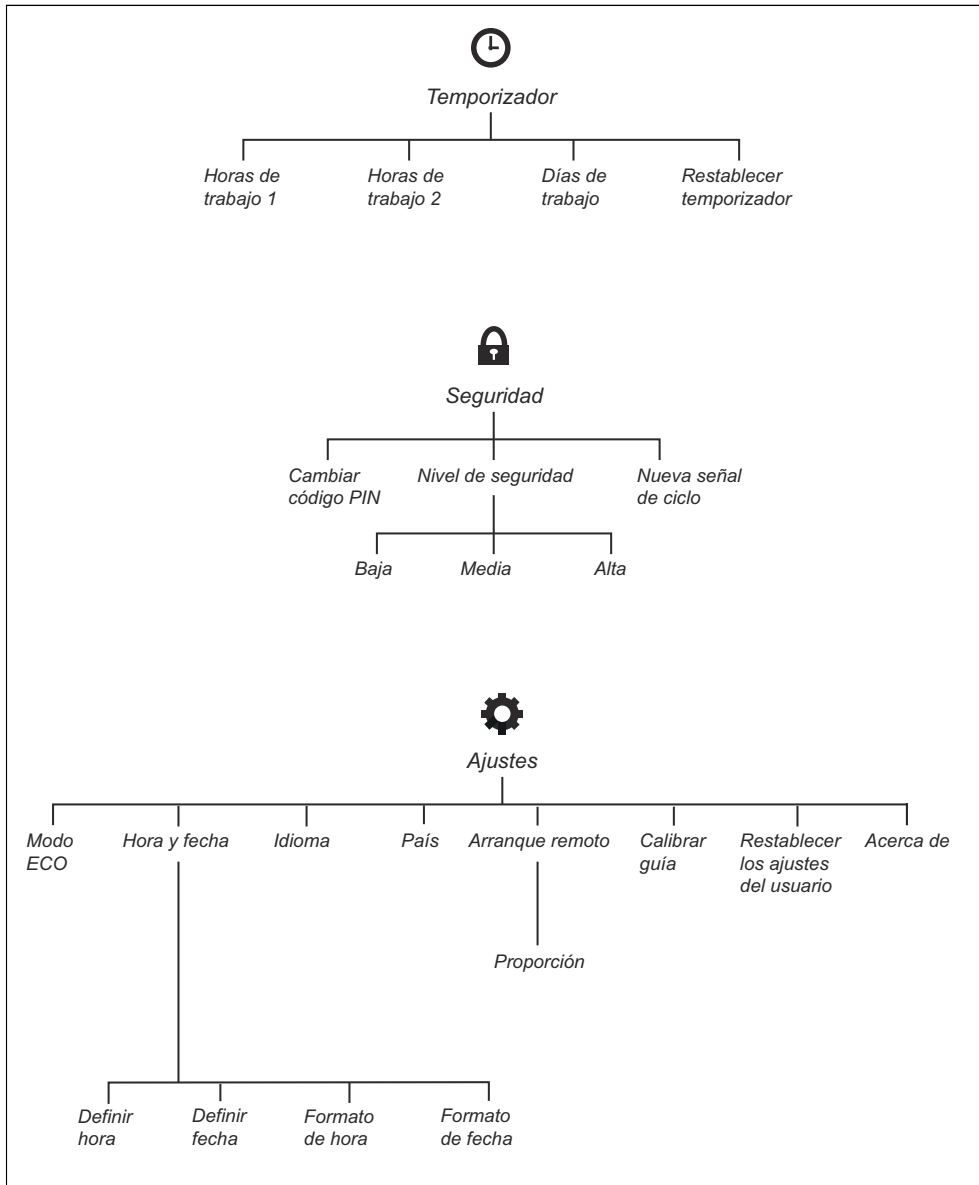 Temporizador
Horas de
trabajo 1
Horas de
trabajo 2
Días de
trabajo
Restablecer
temporizador
Seguridad
Cambiar
código PIN
Nivel de seguridad
Nueva señal
de ciclo
Baja
Media
Alta
Ajustes
Modo
ECO
Hora y fecha
Idioma
País
Arranque remoto
Calibrar
guía
Restablecer
los ajustes
del usuario
Acerca de
Proporción
Definir
hora
Definir
fecha
Formato
de hora
Formato
de fecha